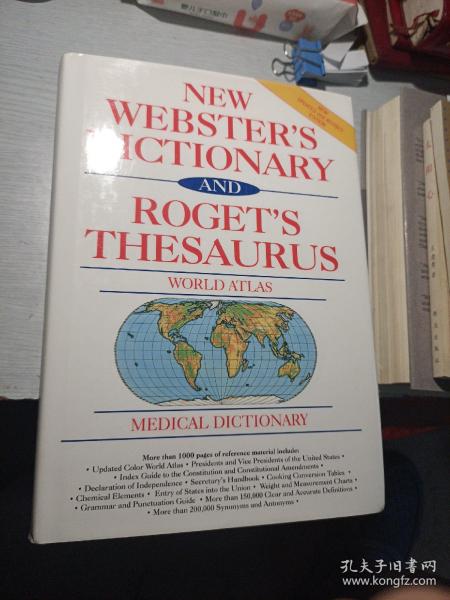 NEW
WEBSTER'S
DICTIONARY
AND
ROGET'S
THESAURUS
WORLD ATLAS
MEDICAL DICTIONARY
More than 1000 pages of reference material include:
• Updated Color World Atlas • Presidents and Vice Presidents of the United States •
• Index Guide to the Constitution and Constitutional Amendments •
• Declaration of Independence • Secretary's Handbook • Cooking Conversion Tables •
• Chemical Elements • Entry of States into the Union • Weight and Measurement Charts •
• Grammar and Punctuation Guide • More than 150,000 Clear and Accurate Definitions •
• More than 200,000 Synonyms and Antonyms •
孔夫子旧书网
www.kongfz.com